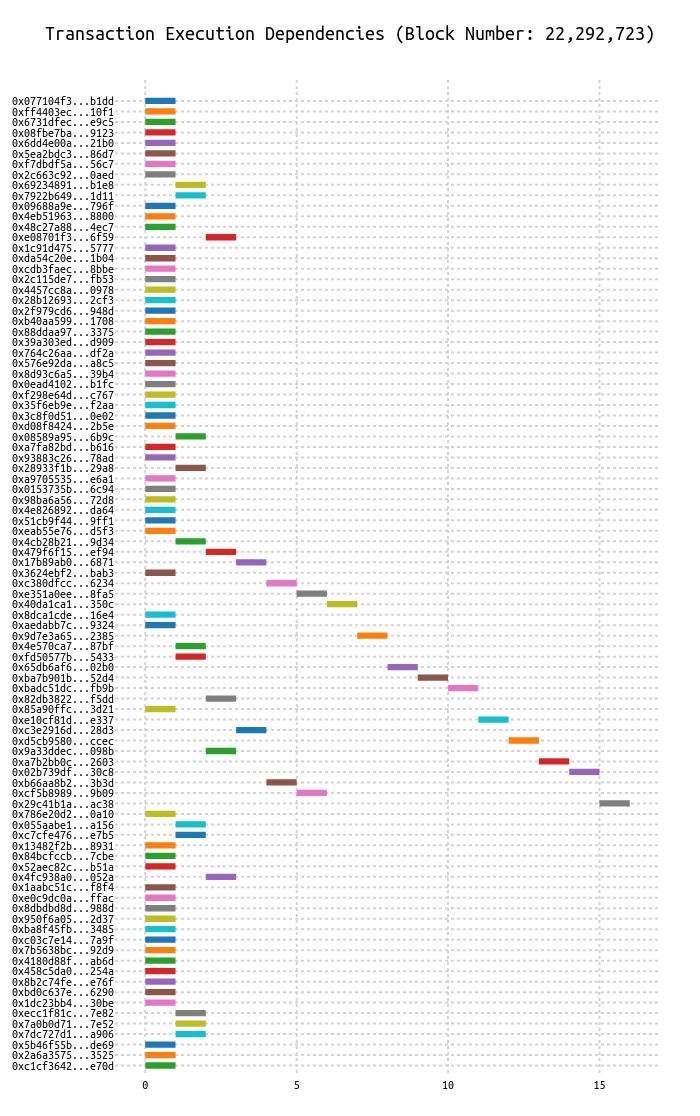 Transaction Execution Dependencies (Block Number: 22,292,723)
0x077104f3...b1dd
0xff4403ec...10f1
0x6731dfec...e9c5
0x08fbe7ba...9123
0x6dd4e00a...21b0
0x5ea2bdc3...86d7
0xf7dbdf5a...56c7
0x2c663c92...0aed
0x69234891...b1e8
0x7922b649...1d11
0x09688a9e...796f
0x4eb51963...8800
0x48c27a88...4ec7
0xe08701f3...6f59
0x1c91d475...5777
0xda54c20e...1b04
0xcdb3faec...8bbe
0x2c115de7...fb53
0x4457cc8a...0978
0x28b12693...2cf3
0x2f979cd6...948d
0xb40aa599...1708
0x88ddaa97...3375
0x39a303ed...d909
0x764c26aa...df2a
0x576e92da...a8c5
0x8d93c6a5...39b4
0x0ead4102...b1fc
0xf298e64d...c767
0x35f6eb9e...f2aa
0x3c8f0d51...0e02
0xd08f8424...2b5e
0x08589a95...6b9c
0xa7fa82bd...b616
0x93883c26...78ad
0x28933f1b...29a8
0xa9705535...e6a1
0x0153735b...6c94
0x98ba6a56...72d8
0x4e826892...da64
0x51cb9f44...9ff1
0xeab55e76...d5f3
0x4cb28b21...9d34
0x479f6f15...ef94
0x17b89ab0...6871
0x3624ebf2...bab3
0xc380dfcc...6234
0xe351a0ee...8fa5
0x40da1ca1...350c
0x8dca1cde...16e4
0xaedabb7c...9324
0x9d7e3a65...2385
0x4e570ca7...87bf
0xfd50577b...5433
0x65db6af6...02b0
0xba7b901b...52d4
0xbadc51dc...fb9b
0x82db3822...f5dd
0x85a90ffc...3d21
0xe10cf81d...e337
0xc3e2916d...28d3
0xd5cb9580...ccec
0x9a33ddec...098b
0xa7b2bb0c...2603
0x02b739df...30c8
0xb66aa8b2...3b3d
0xcf5b8989...9b09
0x29c41b1a...ac38
0x786e20d2...0a10
0x055aabe1...a156
0xc7cfe476...e7b5
0x13482f2b...8931
0x84bcfccb...7cbe
0x52aec82c...b51a
0x4fc938a0...052a
0x1aabc51c...f8f4
0xe0c9dc0a...ffac
0x8dbdbd8d...988d
0x950f6a05...2d37
0xba8f45fb...3485
0xc03c7e14...7a9f
0x7b5638bc...92d9
0x4180d88f...ab6d
0x458c5da0...254a
0x8b2c74fe...e76f
0xbd0c637e...6290
0x1dc23bb4...30be
0xecc1f81c...7e82
0x7a0b0d71...7e52
0x7dc727d1...a906
0x5b46f55b...de69
0x2a6a3575...3525
0xc1cf3642...e70d
0 5 10 15